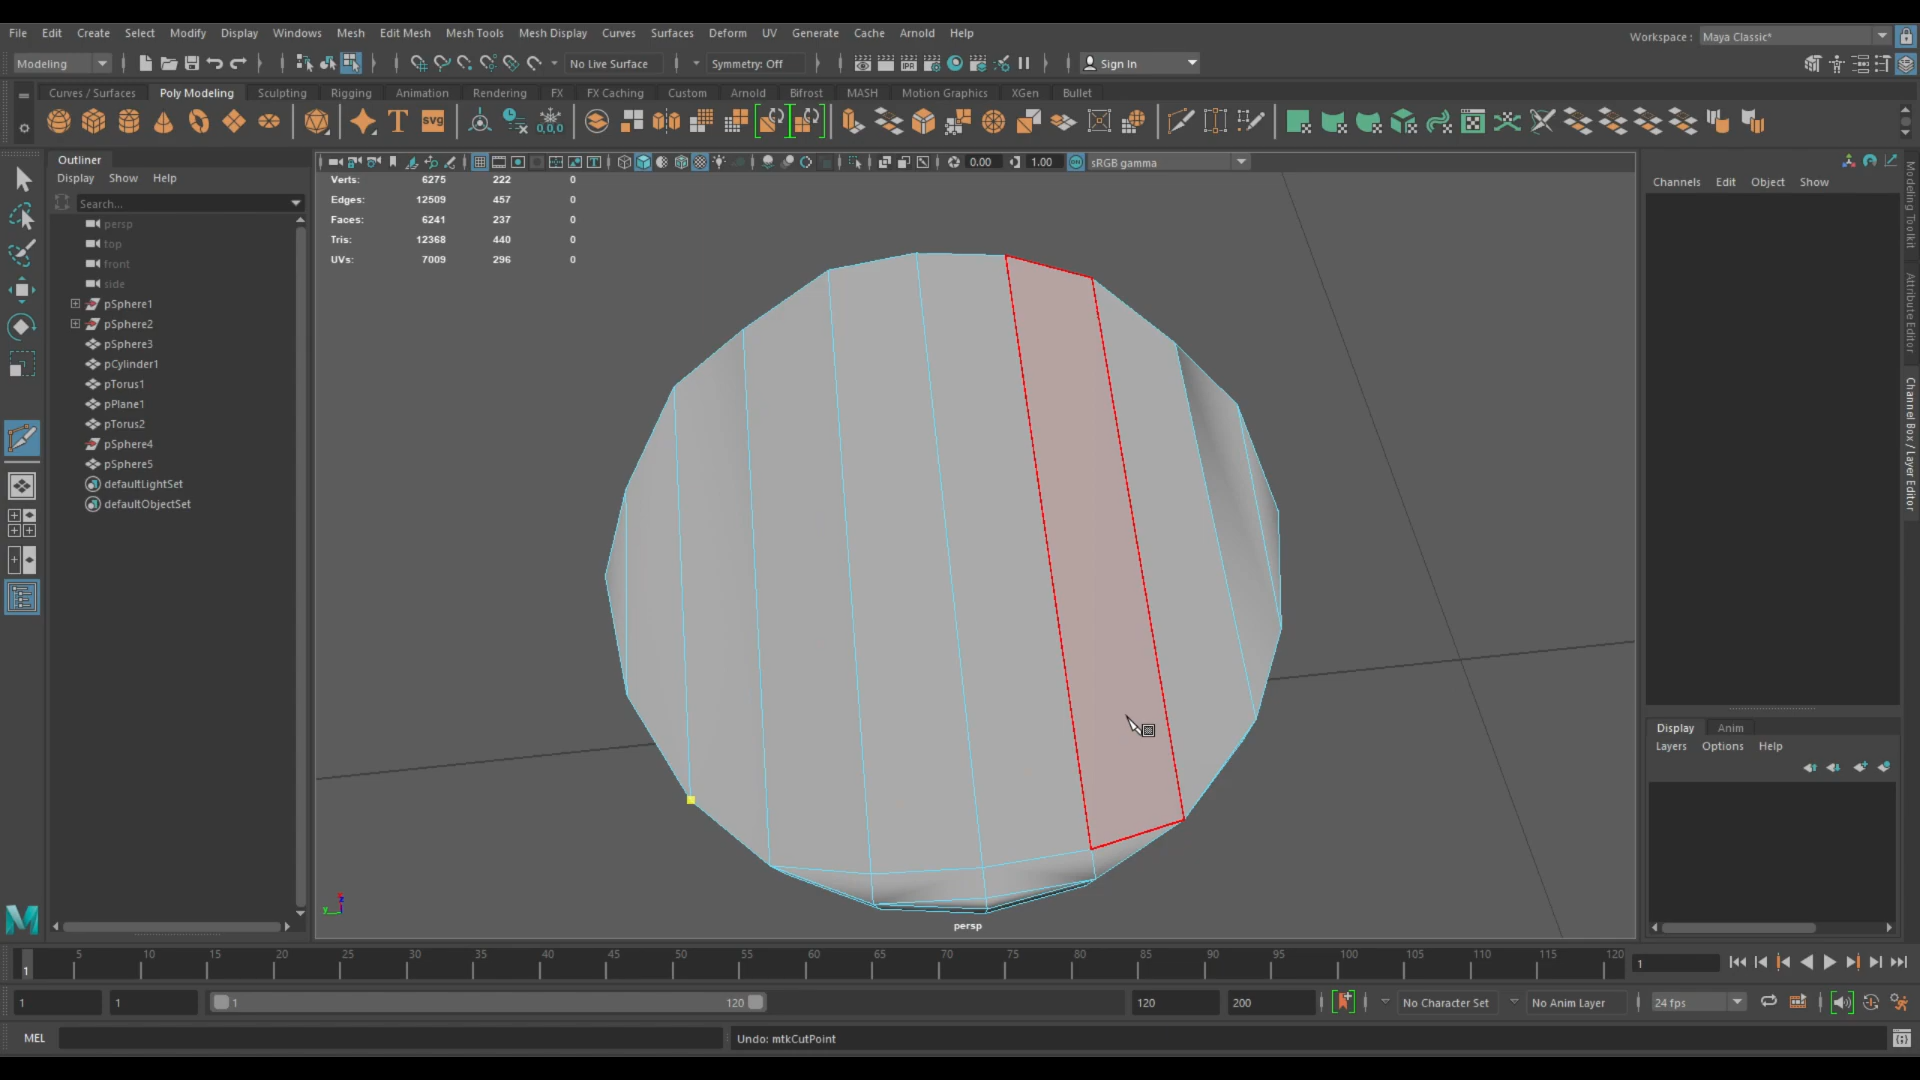 File Edit Create Select Modify Display Windows Mesh Edit Mesh Mesh Tools Mesh Display Curves Surfaces Deform UV Generate Cache Arnold Help
Workspace : Maya Classic*
Modeling No Live Surface Symmetry: Off Sign In
Curves / Surfaces Poly Modeling Sculpting Rigging Animation Rendering FX FX Caching Custom Arnold Bifrost MASH Motion Graphics XGen Bullet
T SVG 0,0,0
Outliner
Display Show Help
Search...
persp
top
front
side
pSphere1
pSphere2
pSphere3
pCylinder1
pTorus1
pPlane1
pTorus2
pSphere4
pSphere5
defaultLightSet
defaultObjectSet
0.00 1.00 sRGB gamma
Verts: 6275 222 0
Edges: 12509 457 0
Faces: 6241 237 0
Tris: 12368 440 0
UVs: 7009 296 0
persp
Channels Edit Object Show
Modeling Toolkit
Attribute Editor
Channel Box / Layer Editor
Display Anim
Layers Options Help
5 10 15 20 25 30 35 40 45 50 55 60 65 70 75 80 85 90 95 100 105 110 115 120
1 1
1 1 1 120 120 200 No Character Set No Anim Layer 24 fps
MEL Undo: mtkCutPoint